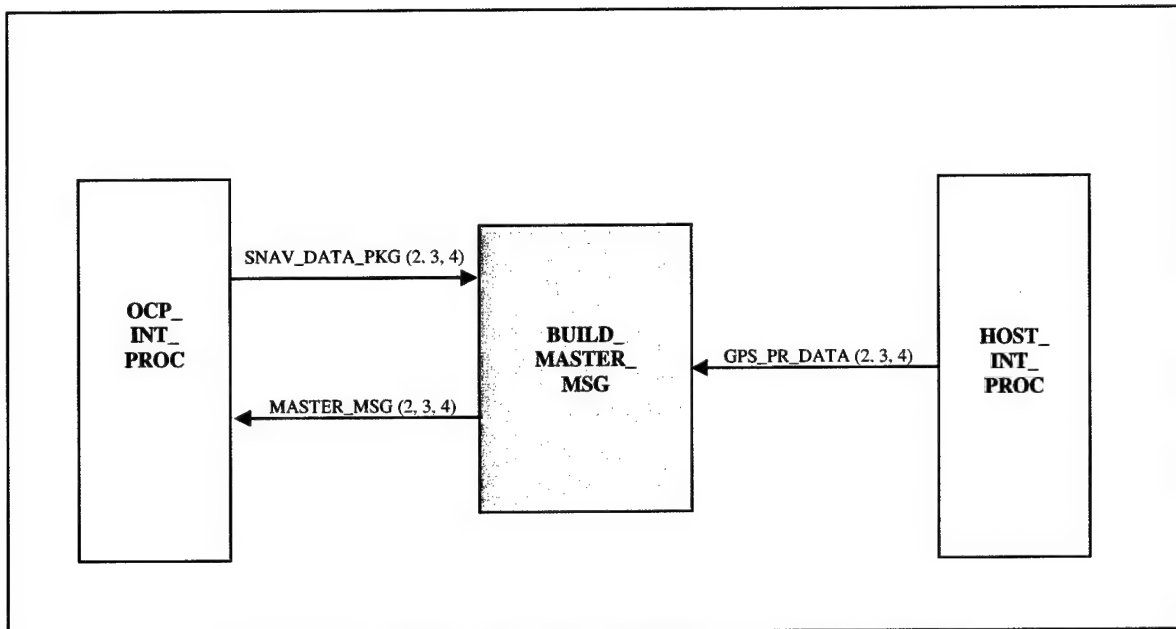 SNAV_DATA_PKG (2, 3, 4)
OCP_
INT_
PROC
MASTER_MSG (2, 3, 4)
BUILD_
MASTER_
MSG
GPS_PR_DATA (2, 3, 4)
HOST_
INT_
PROC